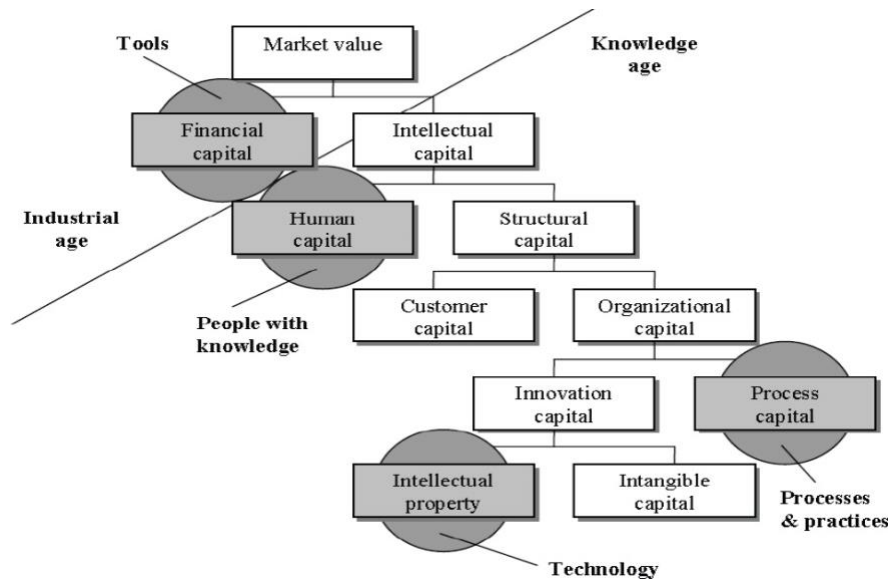 Tools
Market value
Knowledge
age
Financial
capital
Intellectual
capital
Industrial
age
Human
capital
Structural
capital
People with
knowledge
Customer
capital
Organizational
capital
Innovation
capital
Process
capital
Intellectual
property
Intangible
capital
Processes
& practices
Technology